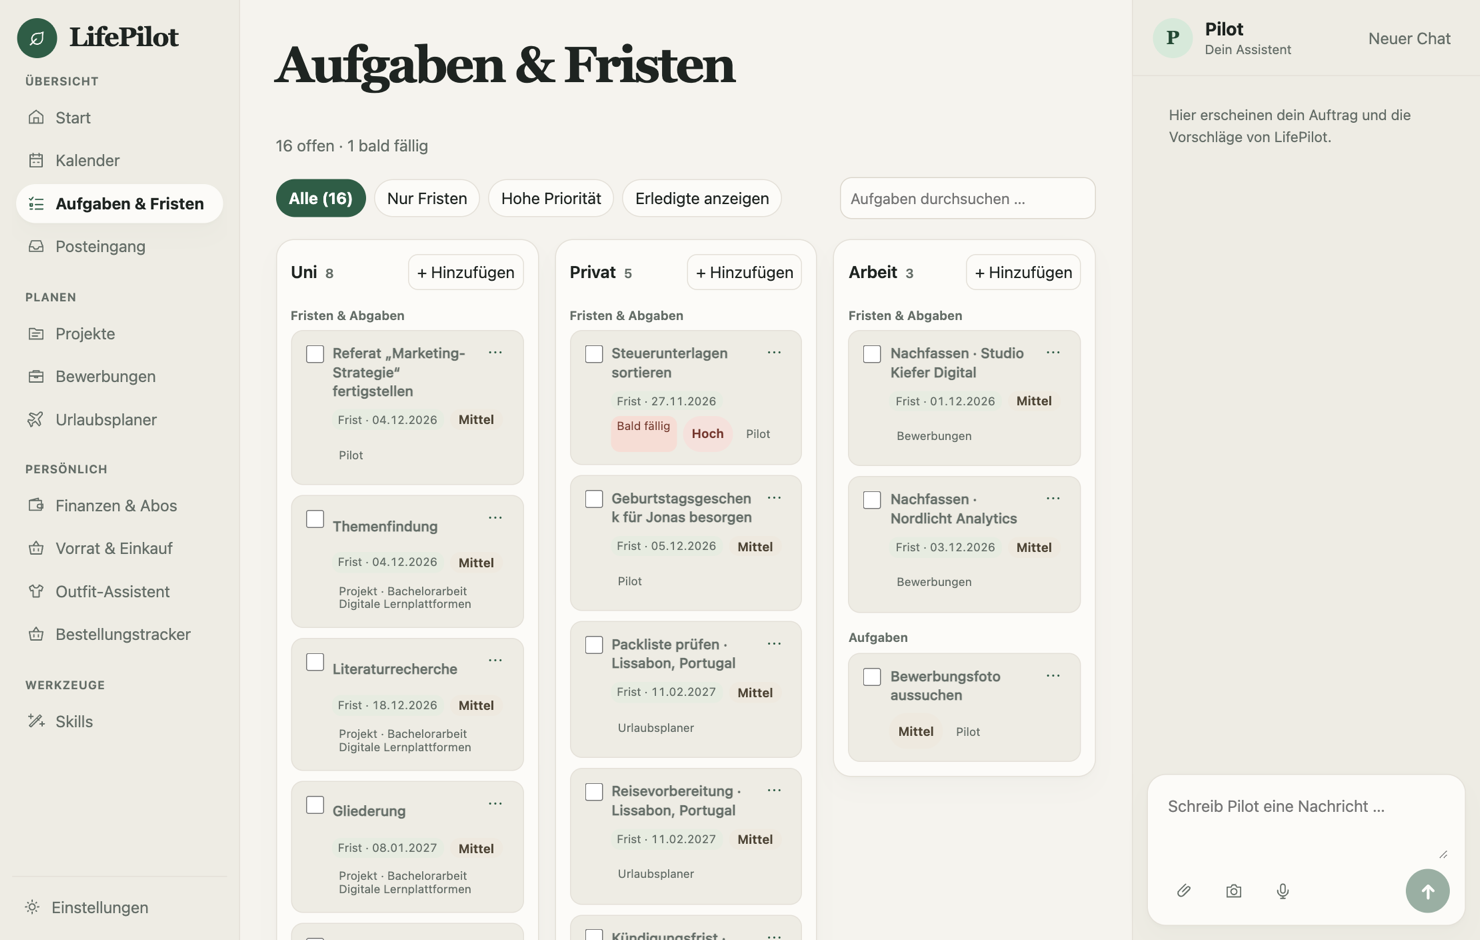 LifePilot
ÜBERSICHT
Start
Kalender
Aufgaben & Fristen
Posteingang
PLANEN
Projekte
Bewerbungen
Urlaubsplaner
PERSÖNLICH
Finanzen & Abos
Vorrat & Einkauf
Outfit-Assistent
Bestellungstracker
WERKZEUGE
Skills
Einstellungen
Aufgaben & Fristen
16 offen · 1 bald fällig
Alle (16)
Nur Fristen
Hohe Priorität
Erledigte anzeigen
Aufgaben durchsuchen ...
Uni 8
+ Hinzufügen
Fristen & Abgaben
Referat „Marketing-
Strategie“
fertigstellen
Frist · 04.12.2026
Mittel
Pilot
Themenfindung
Frist · 04.12.2026
Mittel
Projekt · Bachelorarbeit
Digitale Lernplattformen
Literaturrecherche
Frist · 18.12.2026
Mittel
Projekt · Bachelorarbeit
Digitale Lernplattformen
Gliederung
Frist · 08.01.2027
Mittel
Projekt · Bachelorarbeit
Digitale Lernplattformen
Privat 5
+ Hinzufügen
Fristen & Abgaben
Steuerunterlagen
sortieren
Frist · 27.11.2026
Bald fällig
Hoch
Pilot
Geburtstagsgeschen
k für Jonas besorgen
Frist · 05.12.2026
Mittel
Pilot
Packliste prüfen ·
Lissabon, Portugal
Frist · 11.02.2027
Mittel
Urlaubsplaner
Reisevorbereitung ·
Lissabon, Portugal
Frist · 11.02.2027
Mittel
Urlaubsplaner
Kündigungsfrist ·
Arbeit 3
+ Hinzufügen
Fristen & Abgaben
Nachfassen · Studio
Kiefer Digital
Frist · 01.12.2026
Mittel
Bewerbungen
Nachfassen ·
Nordlicht Analytics
Frist · 03.12.2026
Mittel
Bewerbungen
Aufgaben
Bewerbungsfoto
aussuchen
Mittel
Pilot
P
Pilot
Dein Assistent
Neuer Chat
Hier erscheinen dein Auftrag und die
Vorschläge von LifePilot.
Schreib Pilot eine Nachricht ...